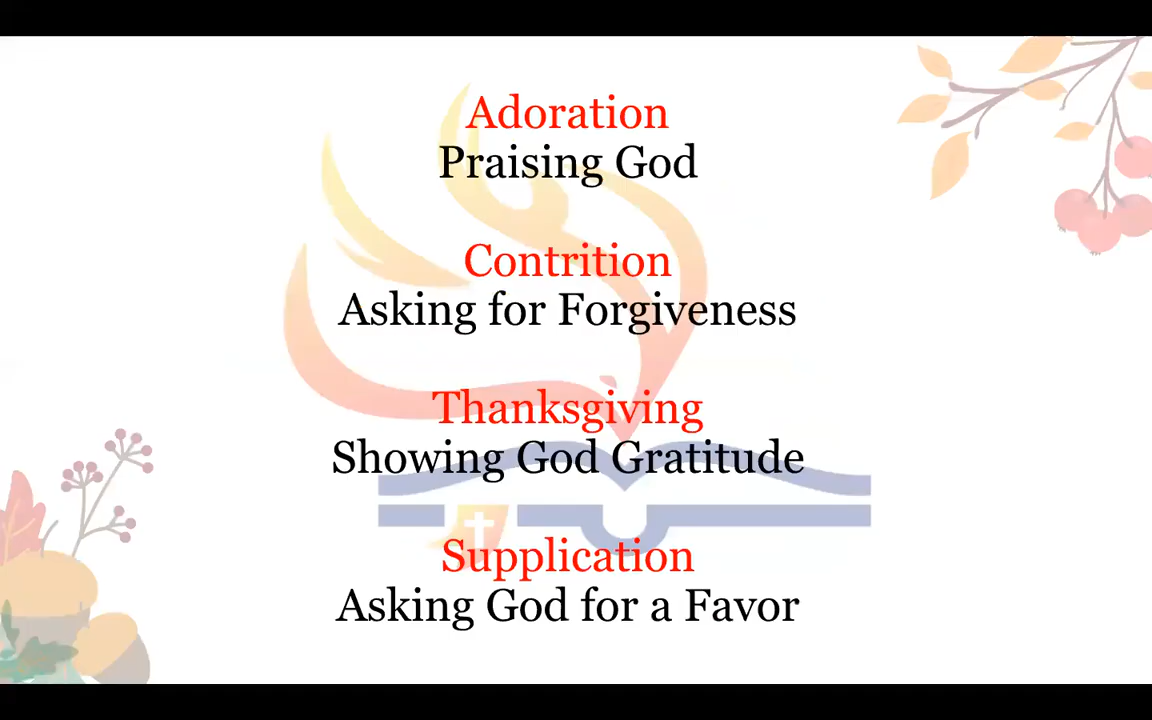 Adoration
Praising God
Contrition
Asking for Forgiveness
Thanksgiving
Showing God Gratitude
Supplication
Asking God for a Favor